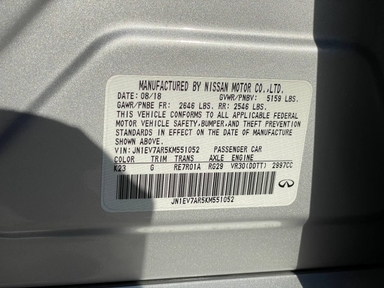 MANUFACTURED BY NISSAN MOTOR CO.,LTD.
DATE: 08/18 GVWR/PNBV: 5159 LBS.
GAWR/PNBE FR: 2646 LBS. RR: 2546 LBS.
THIS VEHICLE CONFORMS TO ALL APPLICABLE FEDERAL
MOTOR VEHICLE SAFETY,BUMPER,AND THEFT PREVENTION
STANDARDS IN EFFECT ON THE DATE OF MANUFACTURE
SHOWN ABOVE.
VIN: JN1EV7AR5KM551052 PASSENGER CAR
COLOR TRIM TRANS AXLE ENGINE
K23 G RE7R01A RG29 VR30(DDTT) 2997CC
JN1EV7AR5KM551052